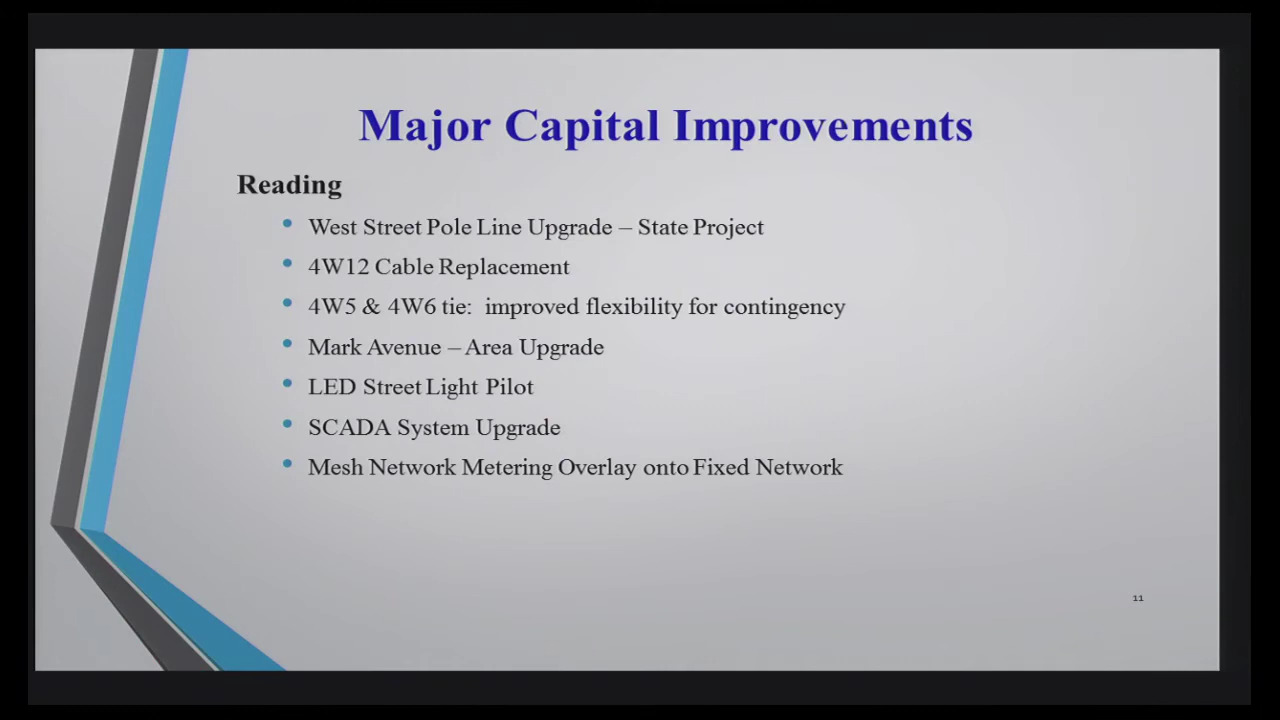 Major Capital Improvements
Reading
• West Street Pole Line Upgrade – State Project
• 4W12 Cable Replacement
• 4W5 & 4W6 tie:  improved flexibility for contingency
• Mark Avenue – Area Upgrade
• LED Street Light Pilot
• SCADA System Upgrade
• Mesh Network Metering Overlay onto Fixed Network
11